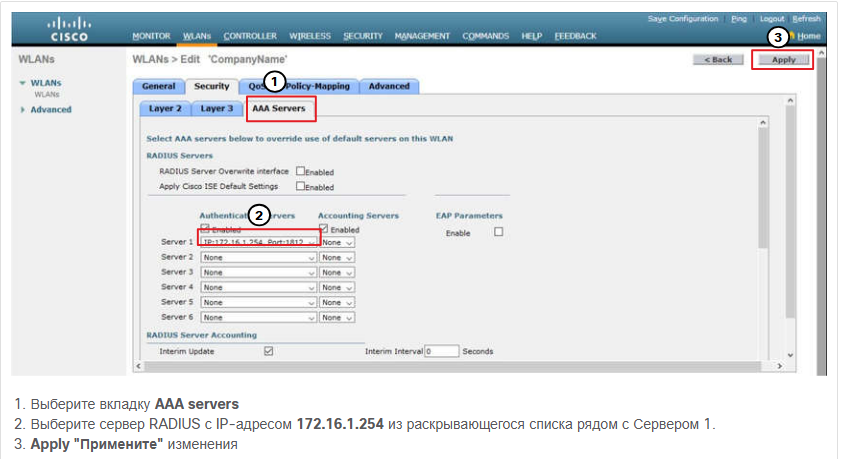 Save Configuration Ping Logout Refresh
CISCO
MONITOR WLANs CONTROLLER WIRELESS SECURITY MANAGEMENT COMMANDS HELP FEEDBACK
3
Home
WLANs
WLANs > Edit 'CompanyName'
< Back
Apply
WLANs
WLANs
Advanced
General Security QoS Policy-Mapping Advanced
1
Layer 2 Layer 3 AAA Servers
Select AAA servers below to override use of default servers on this WLAN
RADIUS Servers
RADIUS Server Overwrite interface Enabled
Apply Cisco ISE Default Settings Enabled
2
Accounting Servers EAP Parameters
Enabled Enabled
Enable
Server 1 IP:172.16.1.254, Port:1812 None
Server 2 None None
Server 3 None None
Server 4 None None
Server 5 None None
Server 6 None None
RADIUS Server Accounting
Interim Update Interim Interval 0 Seconds
1. Выберите вкладку AAA servers
2. Выберите сервер RADIUS с IP-адресом 172.16.1.254 из раскрывающегося списка рядом с Сервером 1.
3. Apply "Примените" изменения